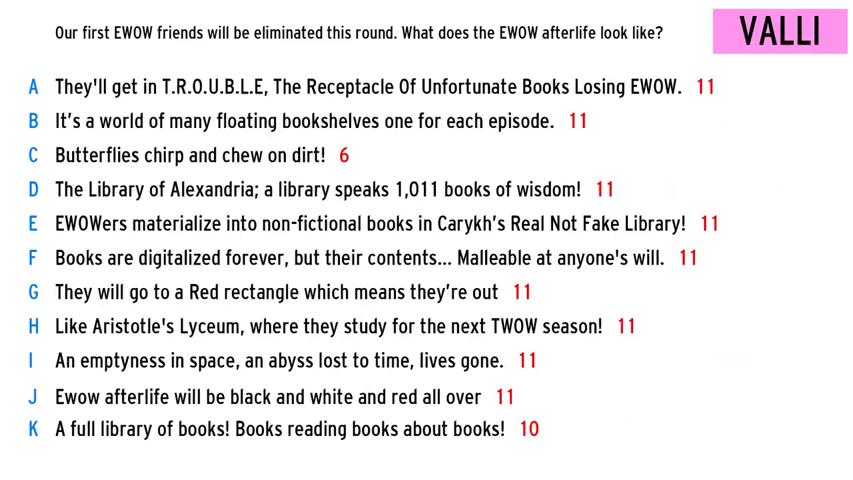 Our first EWOW friends will be eliminated this round. What does the EWOW afterlife look like?
VALLI
A They'll get in T.R.O.U.B.L.E, The Receptacle Of Unfortunate Books Losing EWOW. 11
B It’s a world of many floating bookshelves one for each episode. 11
C Butterflies chirp and chew on dirt! 6
D The Library of Alexandria; a library speaks 1,011 books of wisdom! 11
E EWOWers materialize into non-fictional books in Carykh’s Real Not Fake Library! 11
F Books are digitalized forever, but their contents... Malleable at anyone's will. 11
G They will go to a Red rectangle which means they’re out 11
H Like Aristotle's Lyceum, where they study for the next TWOW season! 11
I An emptyness in space, an abyss lost to time, lives gone. 11
J Ewow afterlife will be black and white and red all over 11
K A full library of books! Books reading books about books! 10